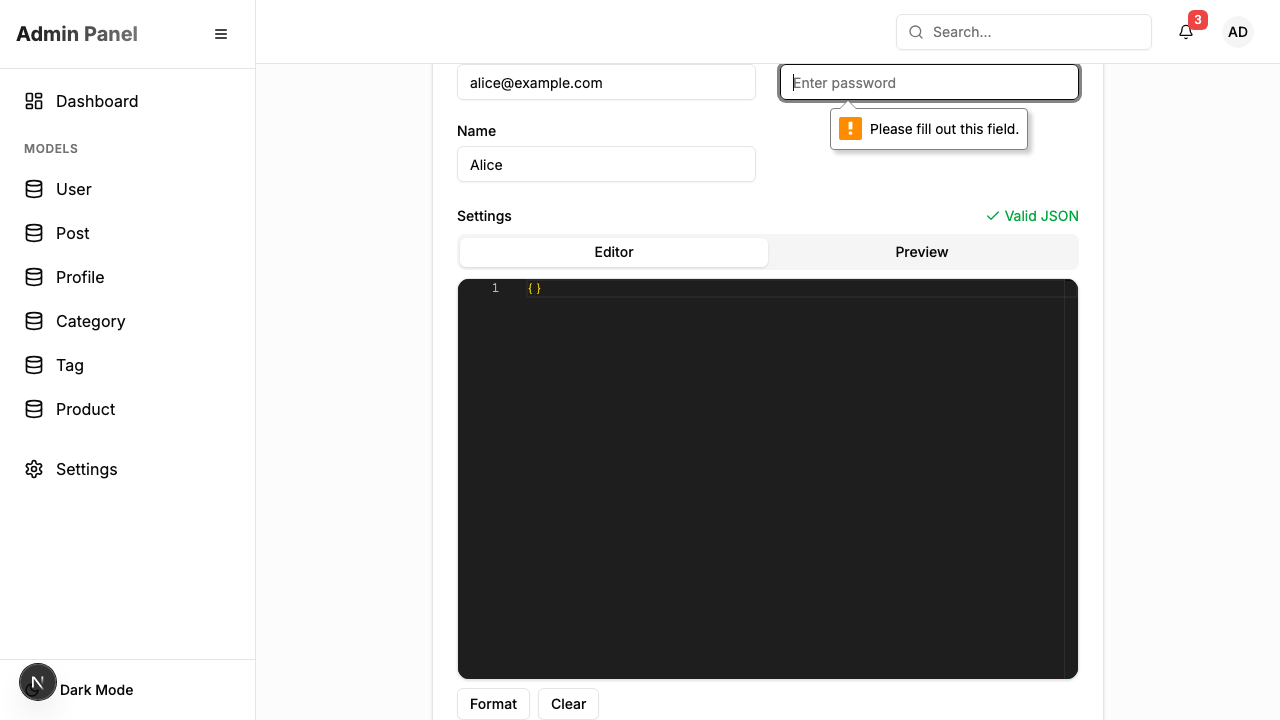 Admin Panel
Search...
3
AD
Dashboard
MODELS
User
Post
Profile
Category
Tag
Product
Settings
N
Dark Mode
alice@example.com
Enter password
Please fill out this field.
Name
Alice
Settings
Valid JSON
Editor
Preview
1
{}
Format
Clear